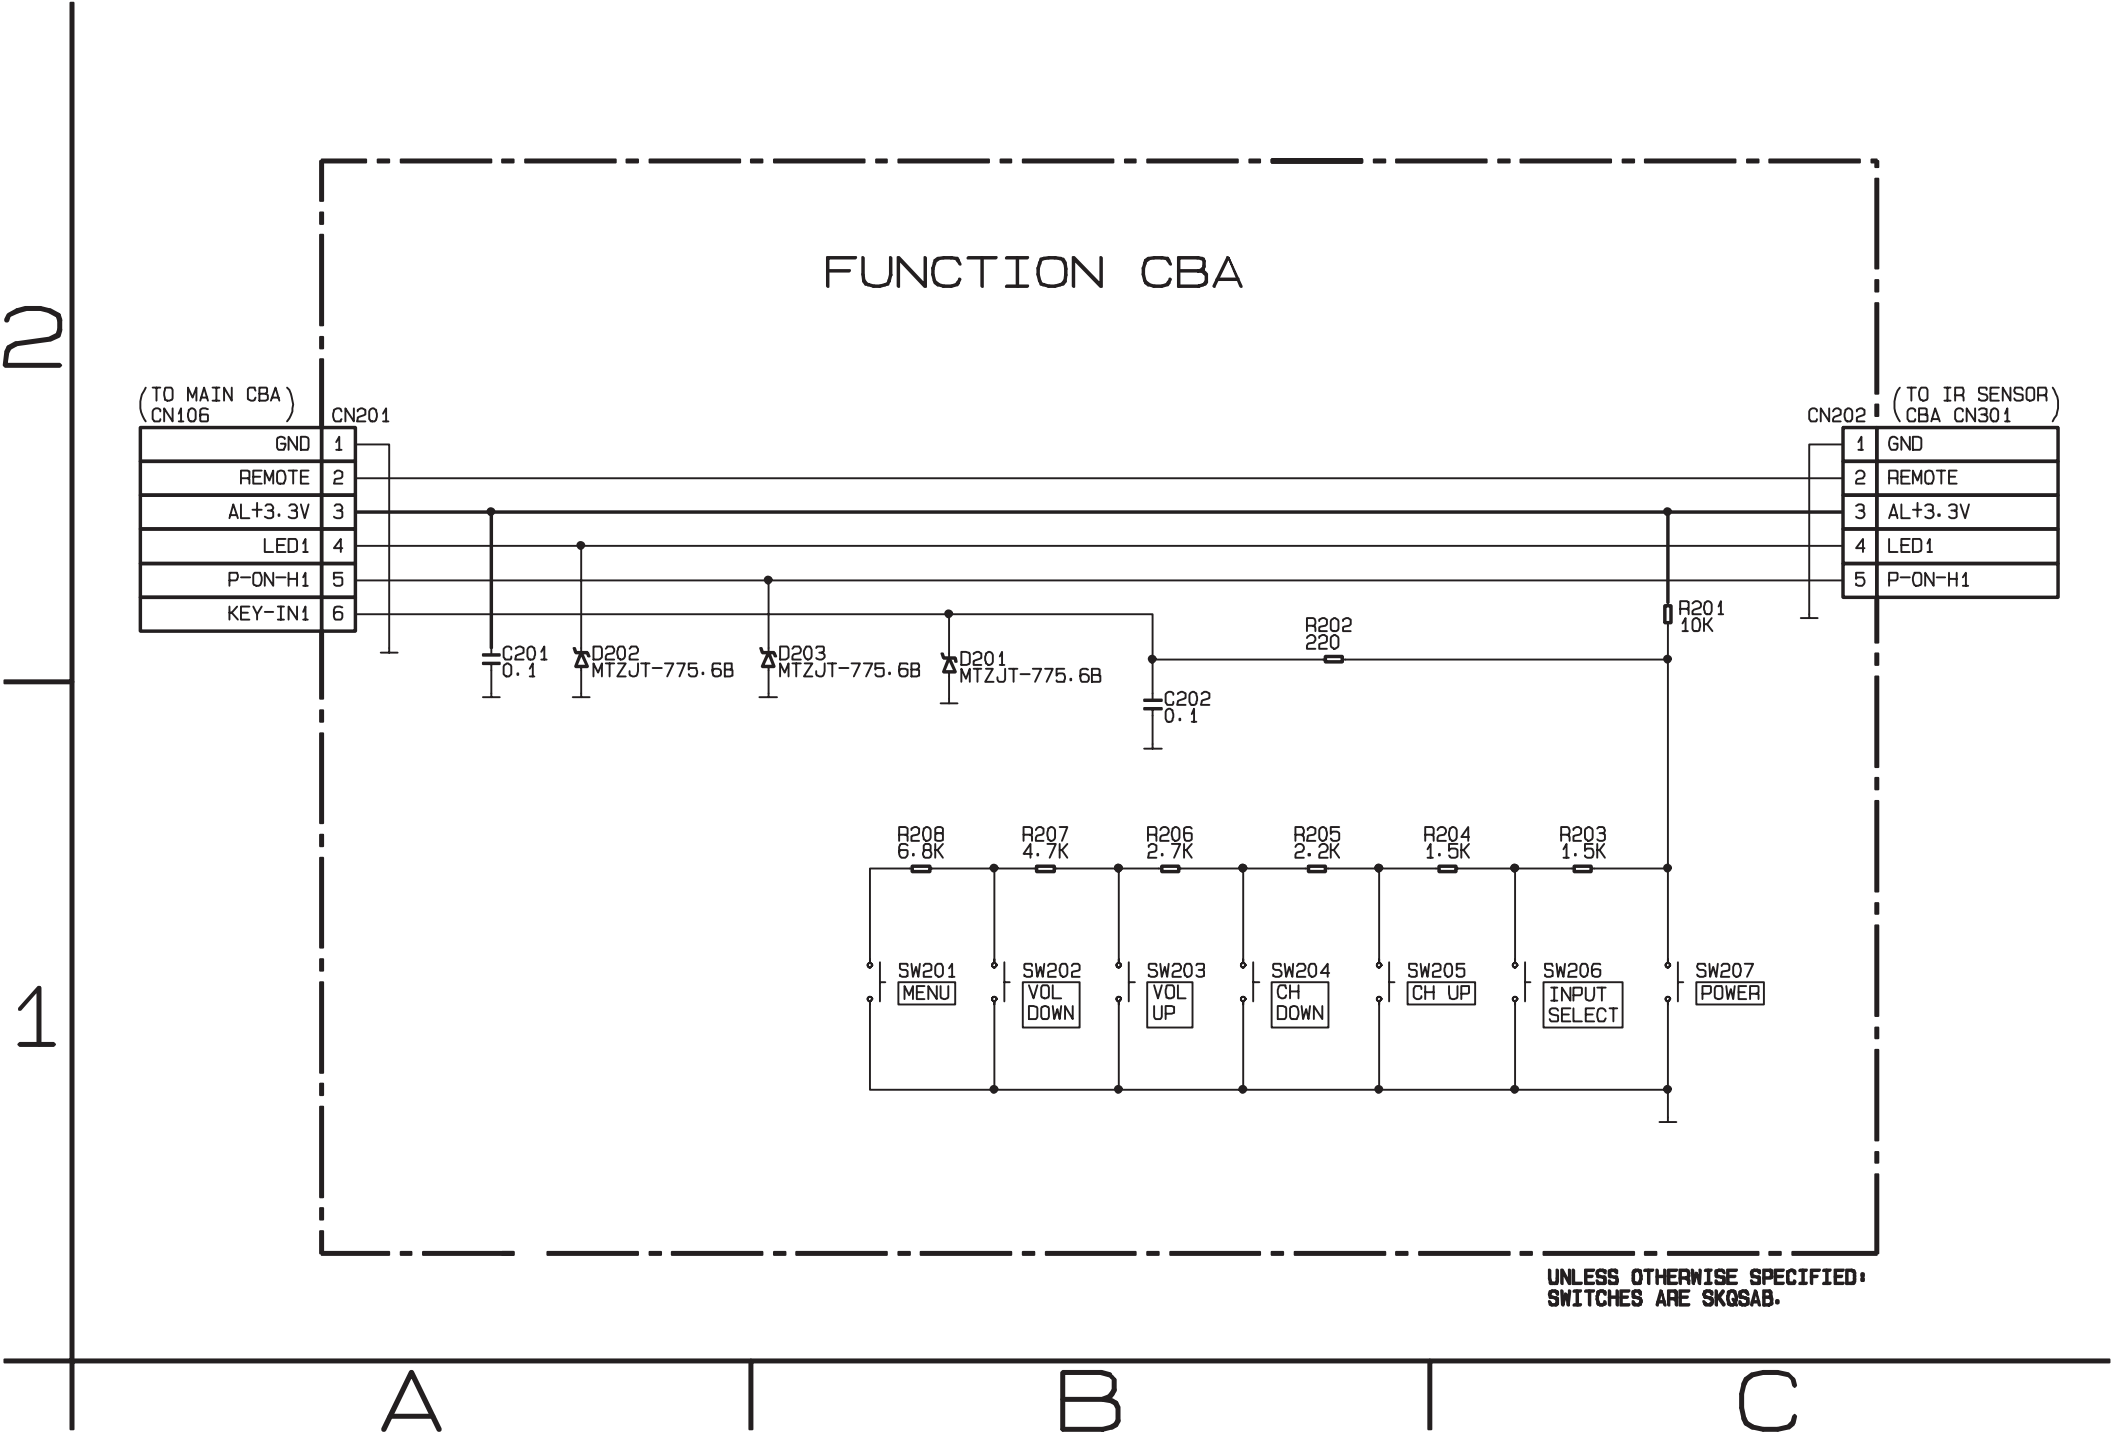 2
FUNCTION CBA
(TO MAIN CBA)
CN106
CN201
GND 1
REMOTE 2
AL+3.3V 3
LED1 4
P-ON-H1 5
KEY-IN1 6
(TO IR SENSOR)
CBA CN301
CN202
1 GND
2 REMOTE
3 AL+3.3V
4 LED1
5 P-ON-H1
C201
0.1
D202
MTZJT-775.6B
D203
MTZJT-775.6B
D201
MTZJT-775.6B
C202
0.1
R202
220
R201
10K
R208
6.8K
R207
4.7K
R206
2.7K
R205
2.2K
R204
1.5K
R203
1.5K
SW201
MENU
SW202
VOL
DOWN
SW203
VOL
UP
SW204
CH
DOWN
SW205
CH UP
SW206
INPUT
SELECT
SW207
POWER
1
UNLESS OTHERWISE SPECIFIED:
SWITCHES ARE SKQSAB.
A B C